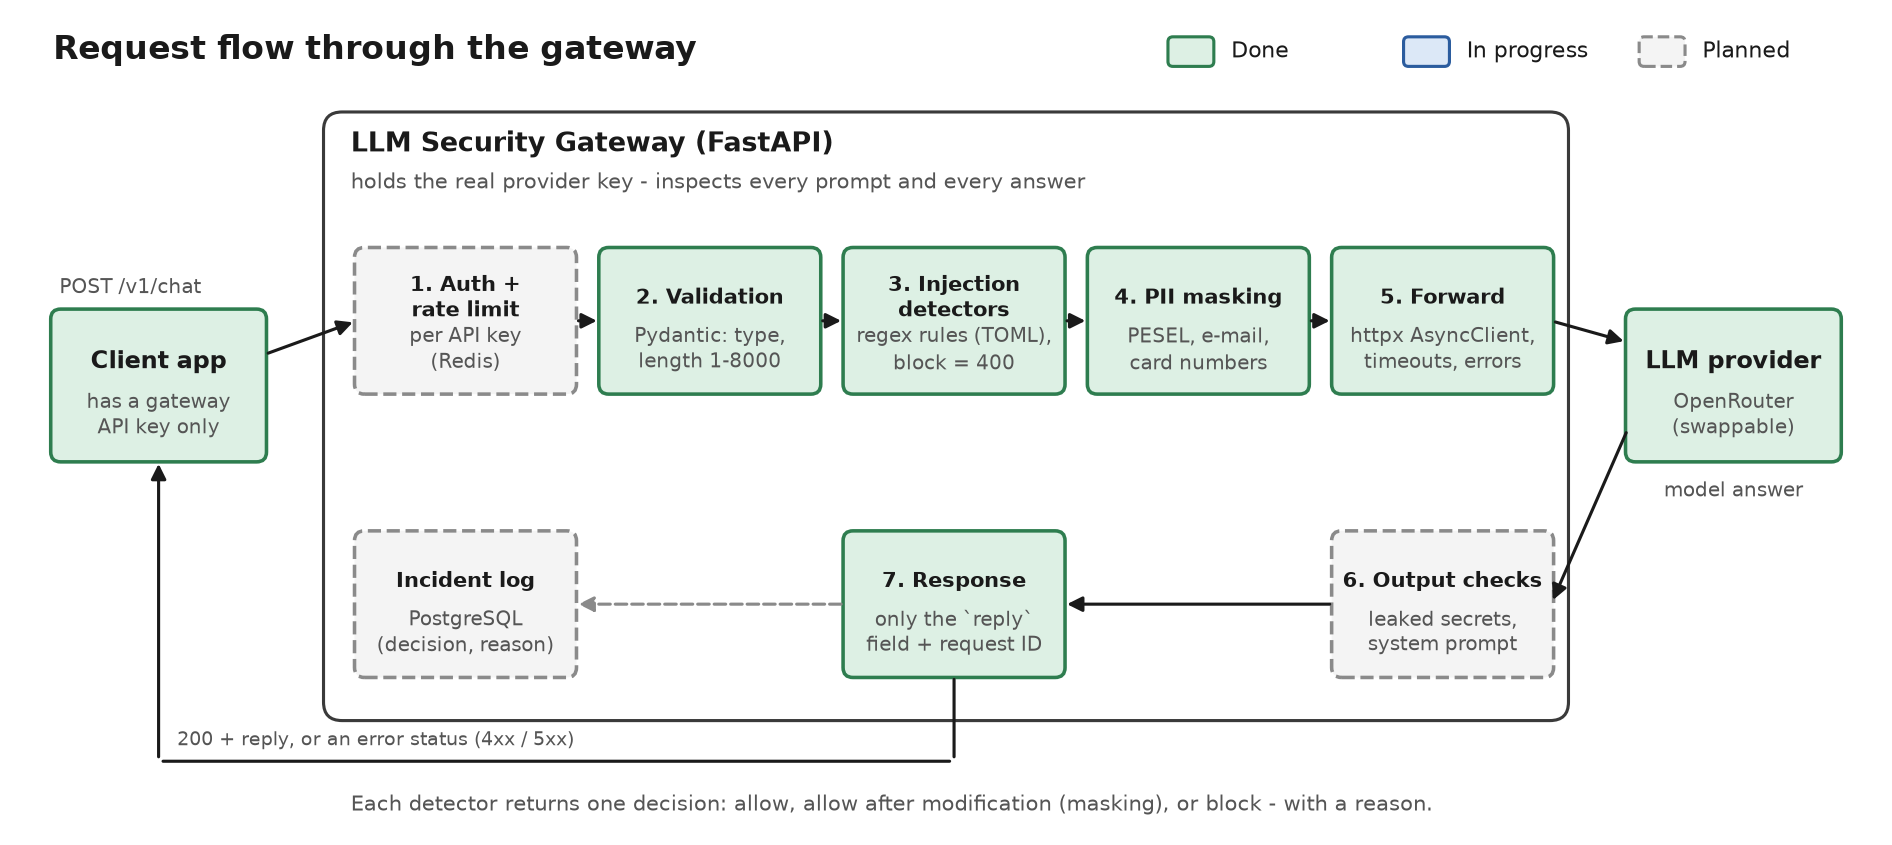 Request flow through the gateway
Done
In progress
Planned
LLM Security Gateway (FastAPI)
holds the real provider key - inspects every prompt and every answer
POST /v1/chat
Client app
has a gateway
API key only
1. Auth +
rate limit
per API key
(Redis)
2. Validation
Pydantic: type,
length 1-8000
3. Injection
detectors
regex rules (TOML),
block = 400
4. PII masking
PESEL, e-mail,
card numbers
5. Forward
httpx AsyncClient,
timeouts, errors
LLM provider
OpenRouter
(swappable)
model answer
Incident log
PostgreSQL
(decision, reason)
7. Response
only the `reply`
field + request ID
6. Output checks
leaked secrets,
system prompt
200 + reply, or an error status (4xx / 5xx)
Each detector returns one decision: allow, allow after modification (masking), or block - with a reason.